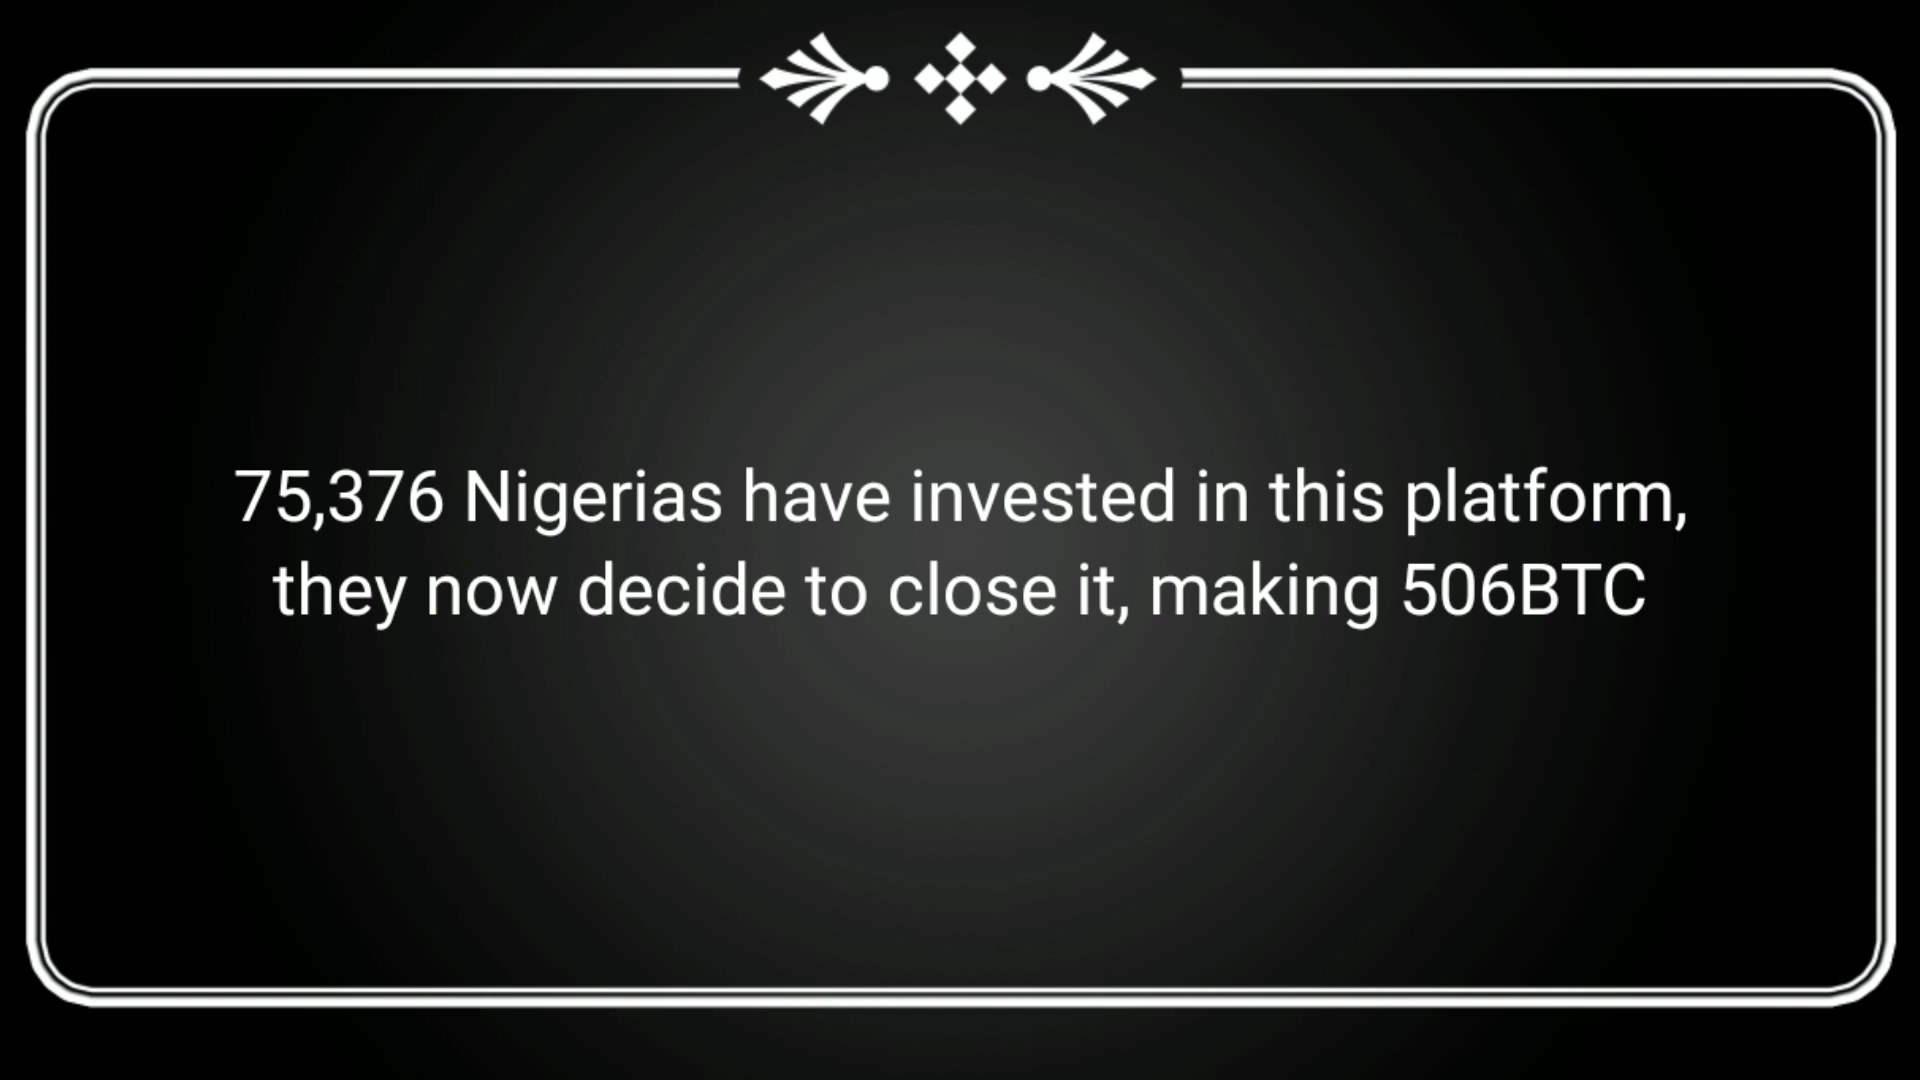 75,376 Nigerias have invested in this platform,
they now decide to close it, making 506BTC